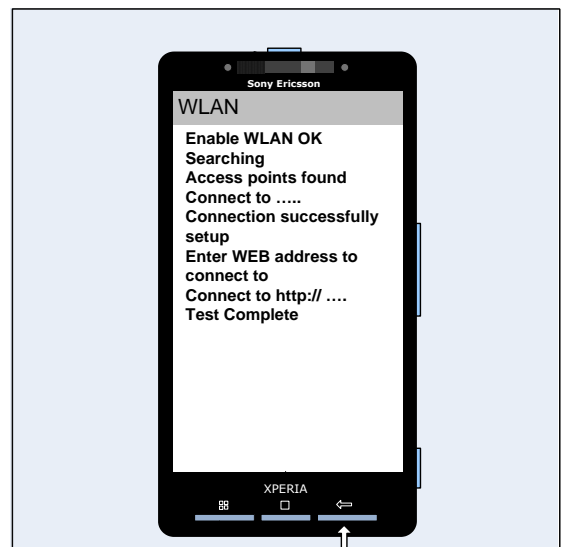 Sony Ericsson
WLAN
Enable WLAN OK
Searching
Access points found
Connect to …..
Connection successfully
setup
Enter WEB address to
connect to
Connect to http:// ….
Test Complete
XPERIA